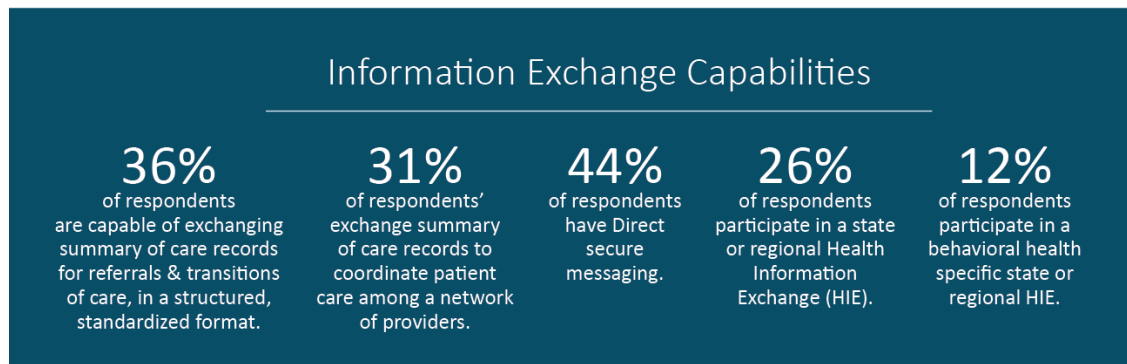 Information Exchange Capabilities
36%
of respondents
are capable of exchanging
summary of care records
for referrals & transitions
of care, in a structured,
standardized format.
31%
of respondents’
exchange summary
of care records to
coordinate patient
care among a network
of providers.
44%
of respondents
have Direct
secure
messaging.
26%
of respondents
participate in a state
or regional Health
Information
Exchange (HIE).
12%
of respondents
participate in a
behavioral health
specific state or
regional HIE.